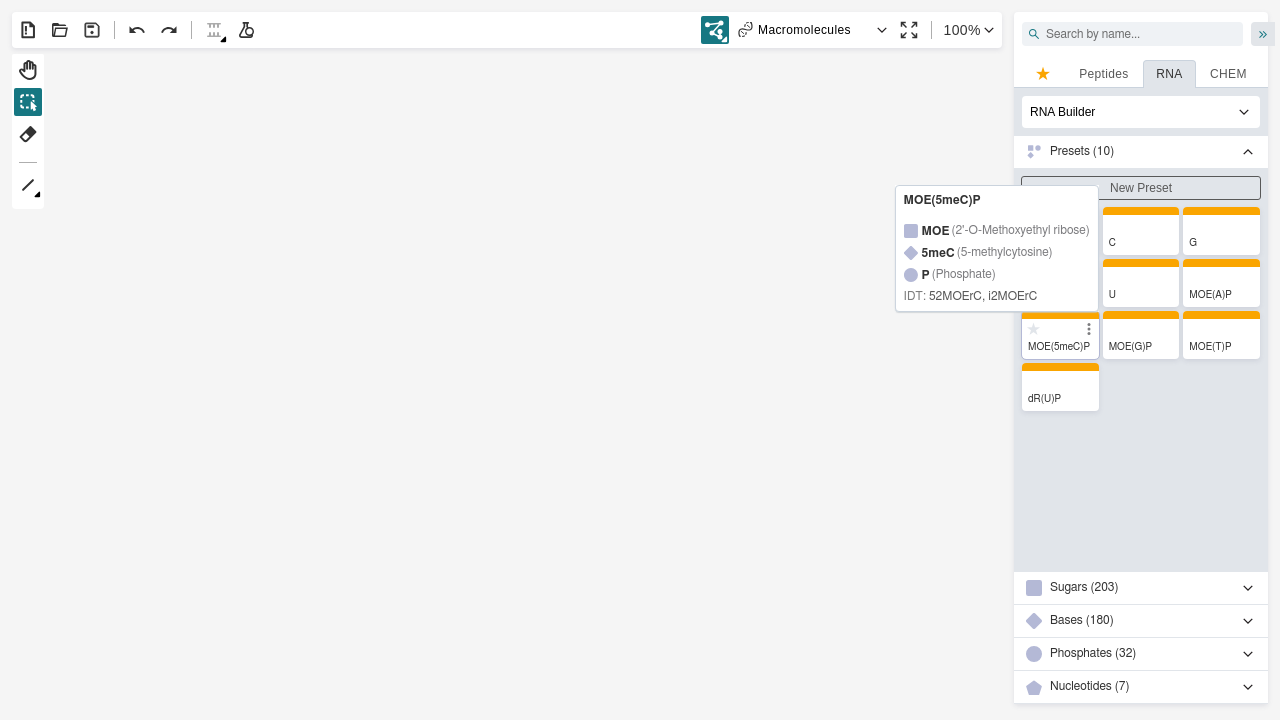 Macromolecules
100%
Search by name...
Peptides
RNA
CHEM
RNA Builder
Presets (10)
New Preset
MOE(5meC)P
MOE (2'-O-Methoxyethyl ribose)
5meC (5-methylcytosine)
P (Phosphate)
IDT: 52MOErC, i2MOErC
C
G
U
MOE(A)P
MOE(5meC)P
MOE(G)P
MOE(T)P
dR(U)P
Sugars (203)
Bases (180)
Phosphates (32)
Nucleotides (7)